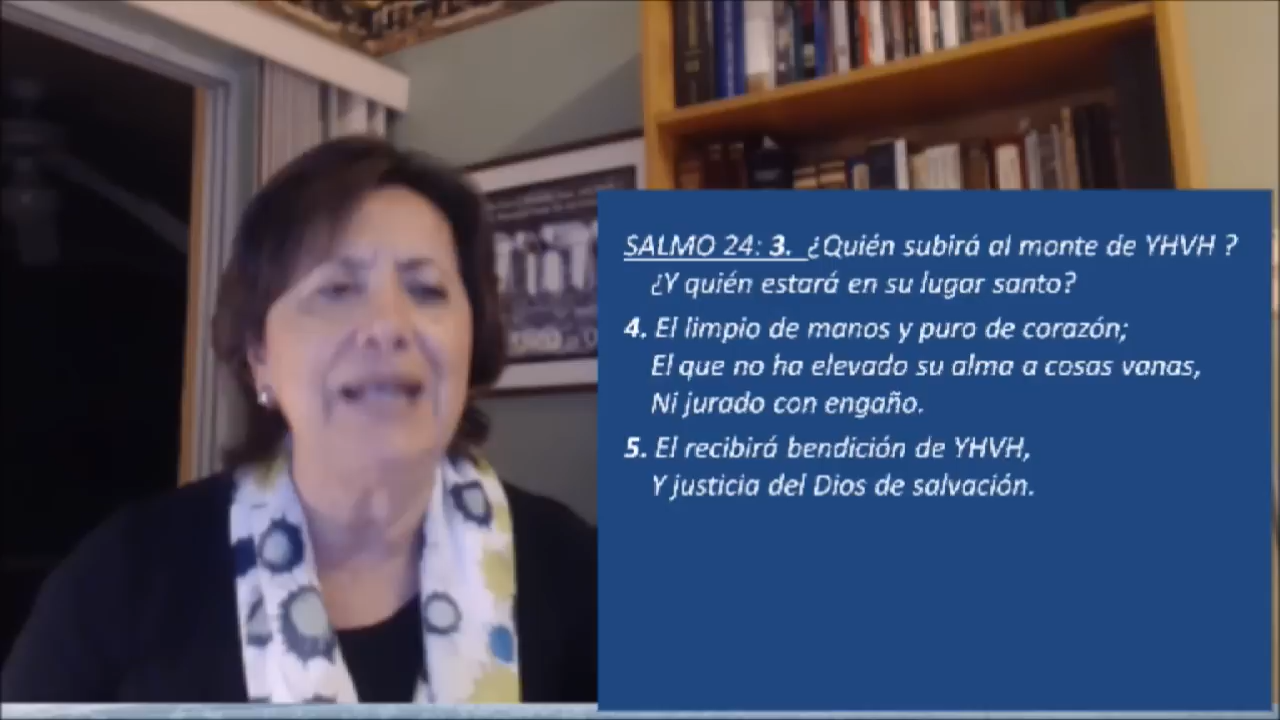 SALMO 24: 3. ¿Quién subirá al monte de YHVH ?
¿Y quién estará en su lugar santo?
4. El limpio de manos y puro de corazón;
El que no ha elevado su alma a cosas vanas,
Ni jurado con engaño.
5. El recibirá bendición de YHVH,
Y justicia del Dios de salvación.